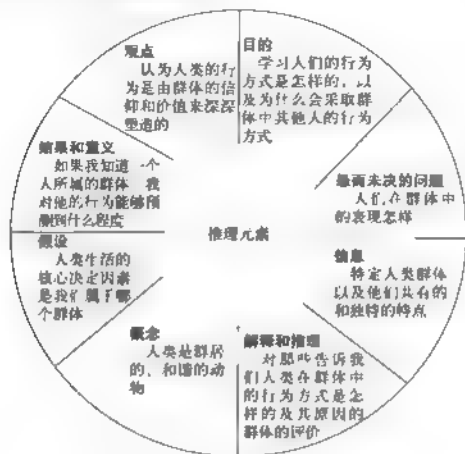 观点
认为人类的行
为是由群体的信
仰和价值来深深
塑造的
目的
学习人们的行为
方式是怎样的,以
及为什么会采取群
体中其他人的行为
方式
悬而未决的问题
人们在群体中
的表现怎样
信息
特定人类群体
以及他们共有的
和独特的特点
解释和推理
对那些告诉我
们人类在群体中
的行为方式是怎
样的及其原因的
群体的评价
概念
人类是群居
的、和谐的动
物
假设
人类生活的
核心决定因素
是我们属于哪
个群体
结果和意义
如果我知道一个
人所属的群体 我
对他的行为能够预
测到什么程度
推理元素